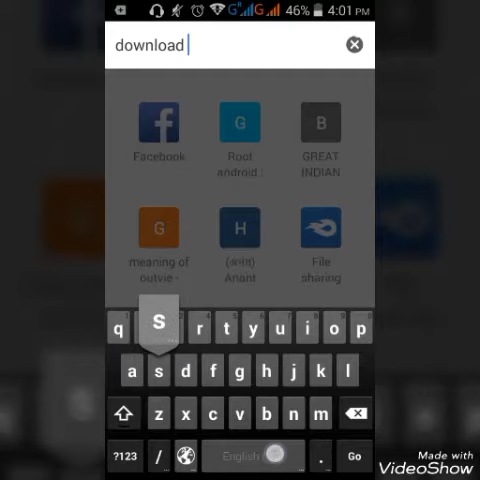 46% 4:01 PM
download
Facebook
G
Root android :
B
GREAT INDIAN
G
meaning of outvie -
H
(अनंत) Anant
File sharing
s
q r t y u i o p
a s d f g h j k l
z x c v b n m
?123 / English . Go
Made with
VideoShow